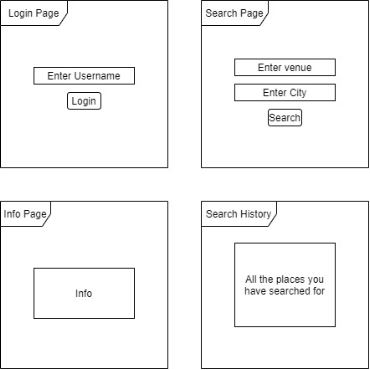 Login Page
Enter Username
Login
Search Page
Enter venue
Enter City
Search
Info Page
Info
Search History
All the places you
have searched for